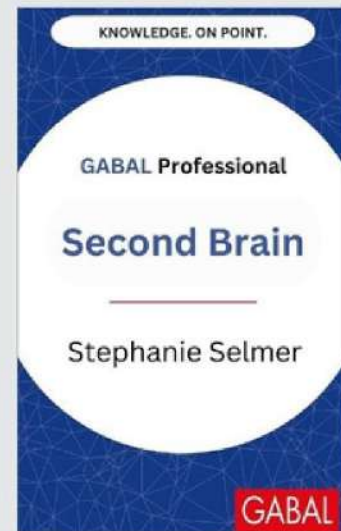 KNOWLEDGE. ON POINT.
GABAL Professional
Second Brain
Stephanie Selmer
GABAL